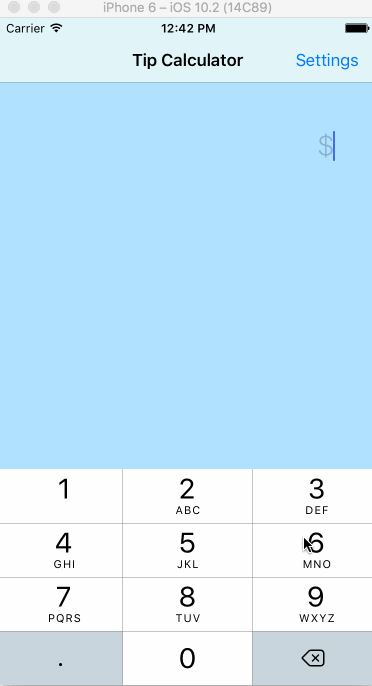 iPhone 6 – iOS 10.2 (14C89)
Carrier 12:42 PM
Tip Calculator Settings
$
1 2 3
ABC DEF
4 5 6
GHI JKL MNO
7 8 9
PQRS TUV WXYZ
. 0